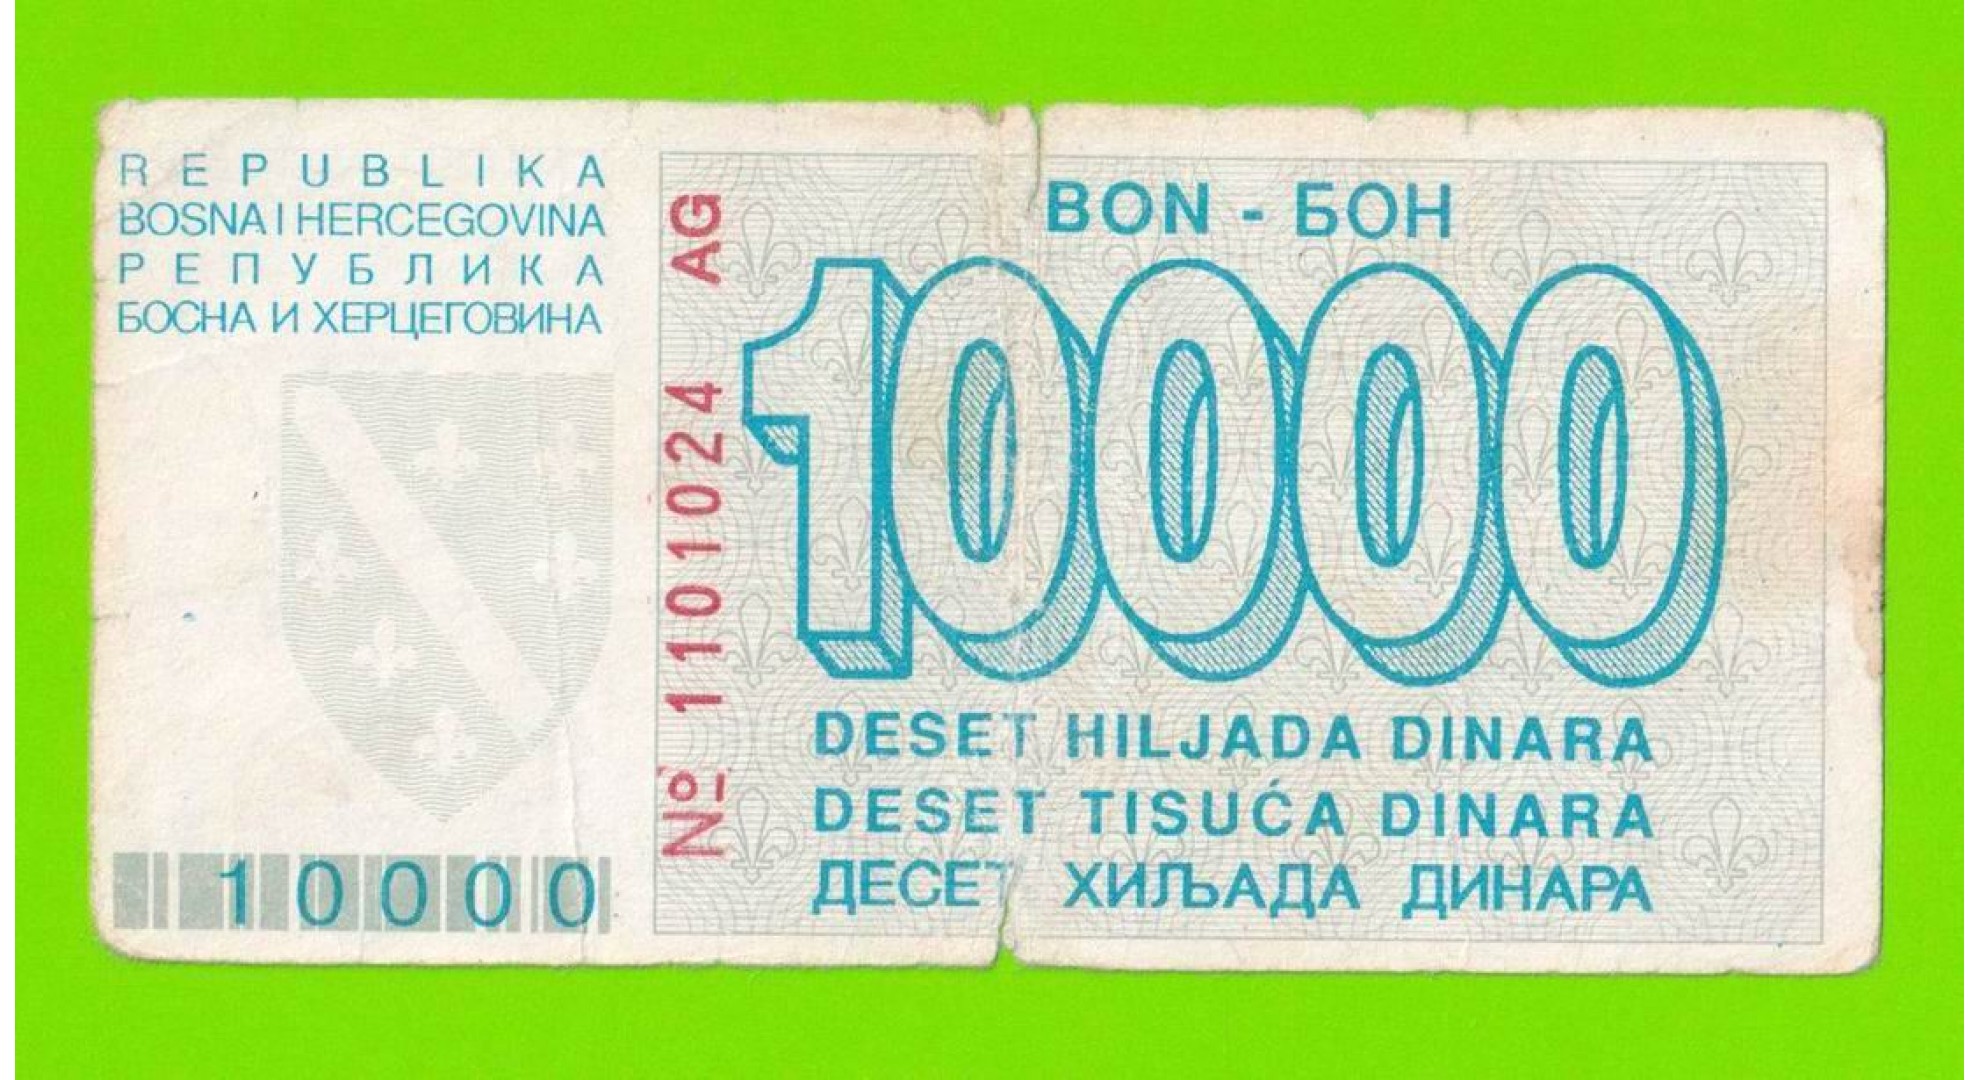 REPUBLIKA
BOSNA I HERCEGOVINA
РЕПУБЛИКА
БОСНА И ХЕРЦЕГОВИНА
10000
№ 1101024 AG
BON - БОН
10000
DESET HILJADA DINARA
DESET TISUĆA DINARA
ДЕСЕТ ХИЉАДА ДИНАРА